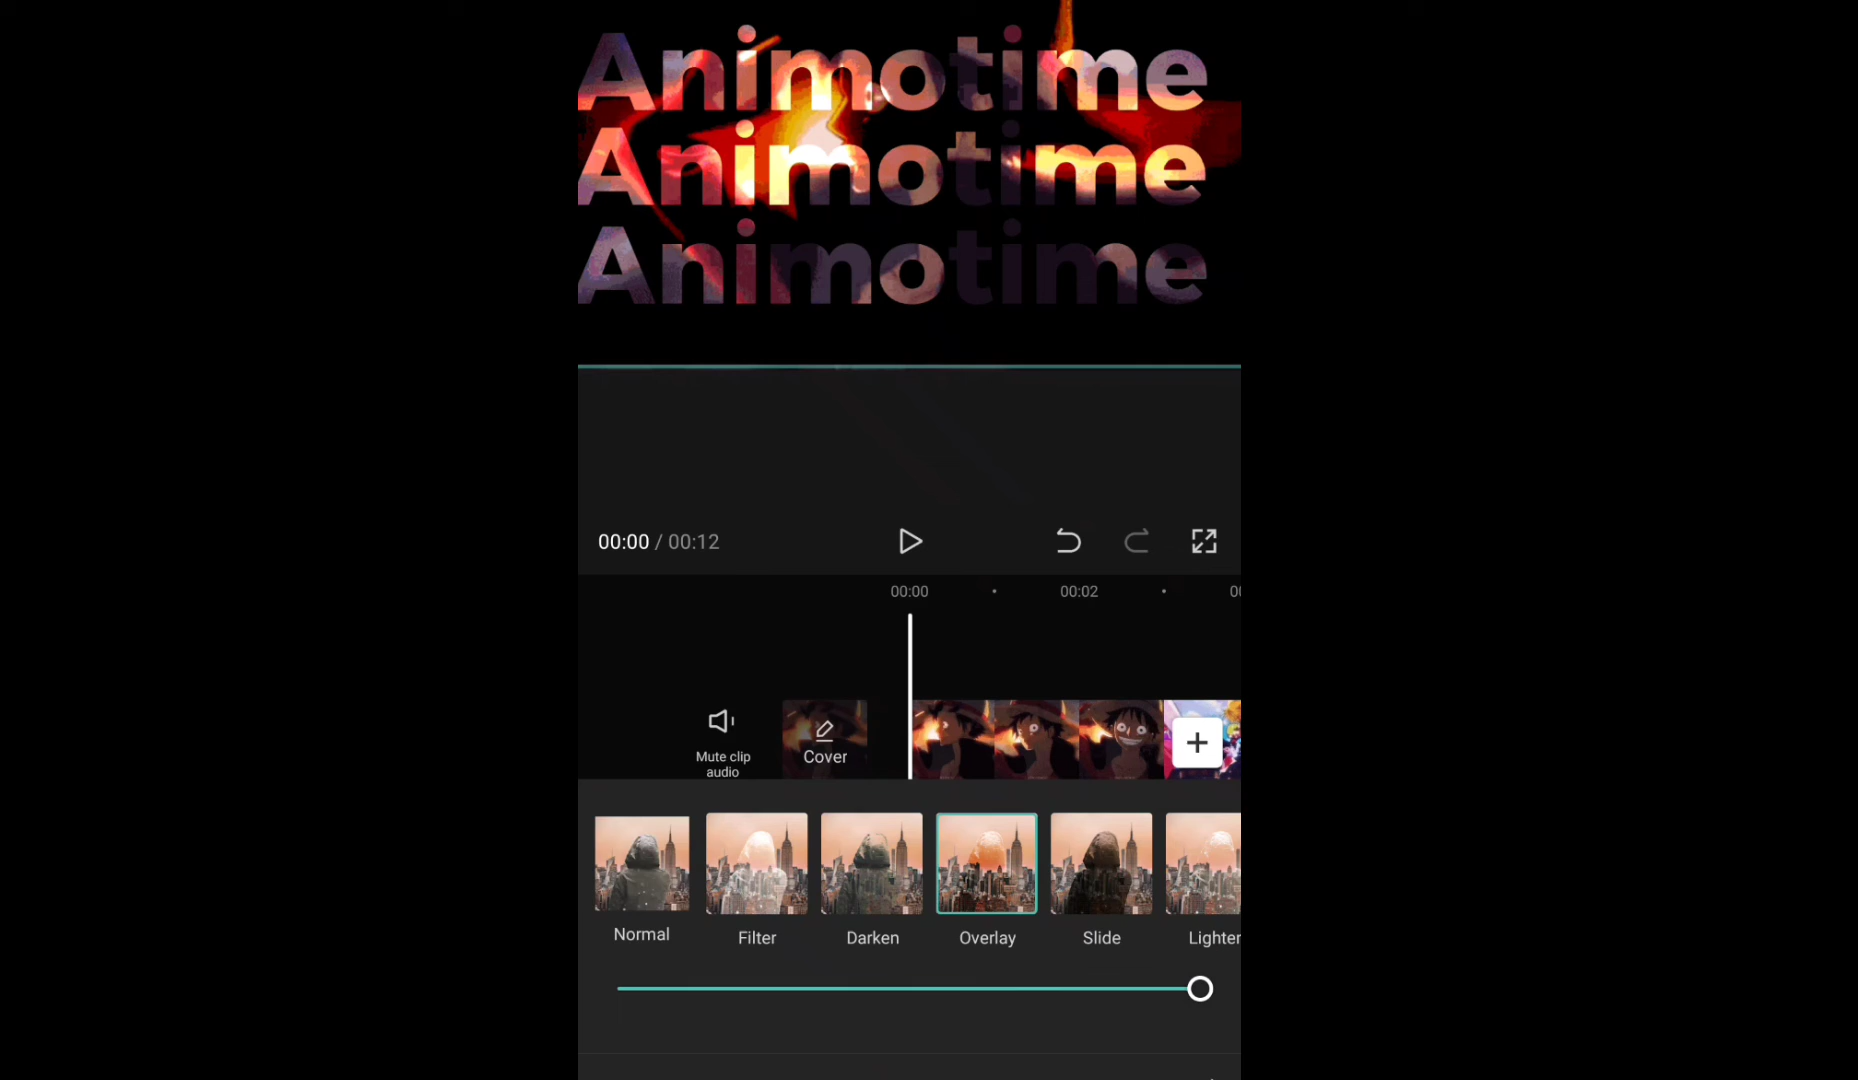 Animotime
Animotime
Animotime
00:00 / 00:12
00:00
00:02
Mute clip
audio
Cover
Normal
Filter
Darken
Overlay
Slide
Lighten